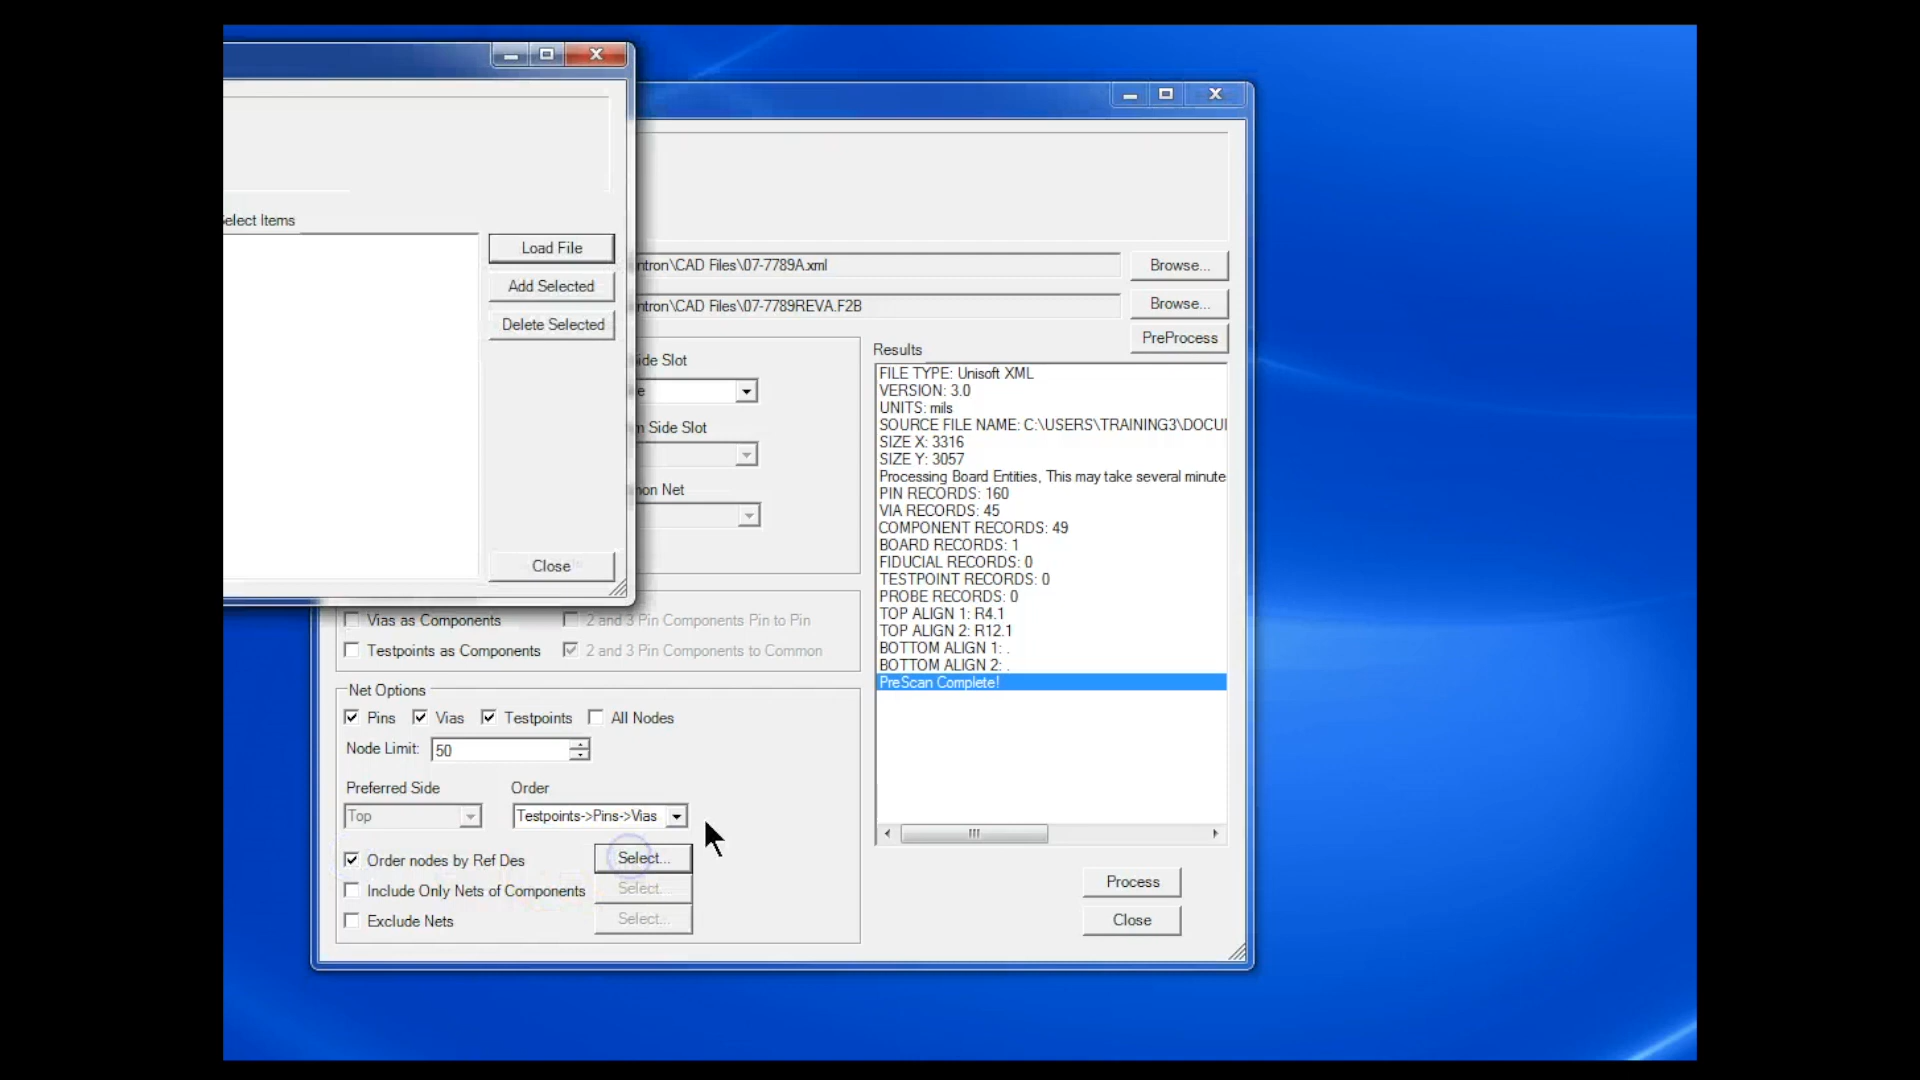 elect Items
Load File
Add Selected
Delete Selected
Close
ntron\CAD Files\07-7789A.xml
Browse...
ntron\CAD Files\07-7789REVA.F2B
Browse...
PreProcess
ide Slot
e
n Side Slot
non Net
Results
FILE TYPE: Unisoft XML
VERSION: 3.0
UNITS: mils
SOURCE FILE NAME: C:\USERS\TRAINING3\DOCU
SIZE X: 3316
SIZE Y: 3057
Processing Board Entities, This may take several minute
PIN RECORDS: 160
VIA RECORDS: 45
COMPONENT RECORDS: 49
BOARD RECORDS: 1
FIDUCIAL RECORDS: 0
TESTPOINT RECORDS: 0
PROBE RECORDS: 0
TOP ALIGN 1: R4.1
TOP ALIGN 2: R12.1
BOTTOM ALIGN 1: .
BOTTOM ALIGN 2: .
PreScan Complete!
Vias as Components
2 and 3 Pin Components Pin to Pin
Testpoints as Components
2 and 3 Pin Components to Common
Net Options
Pins Vias Testpoints All Nodes
Node Limit: 50
Preferred Side Order
Top Testpoints->Pins->Vias
Order nodes by Ref Des Select...
Include Only Nets of Components Select...
Exclude Nets Select...
Process
Close